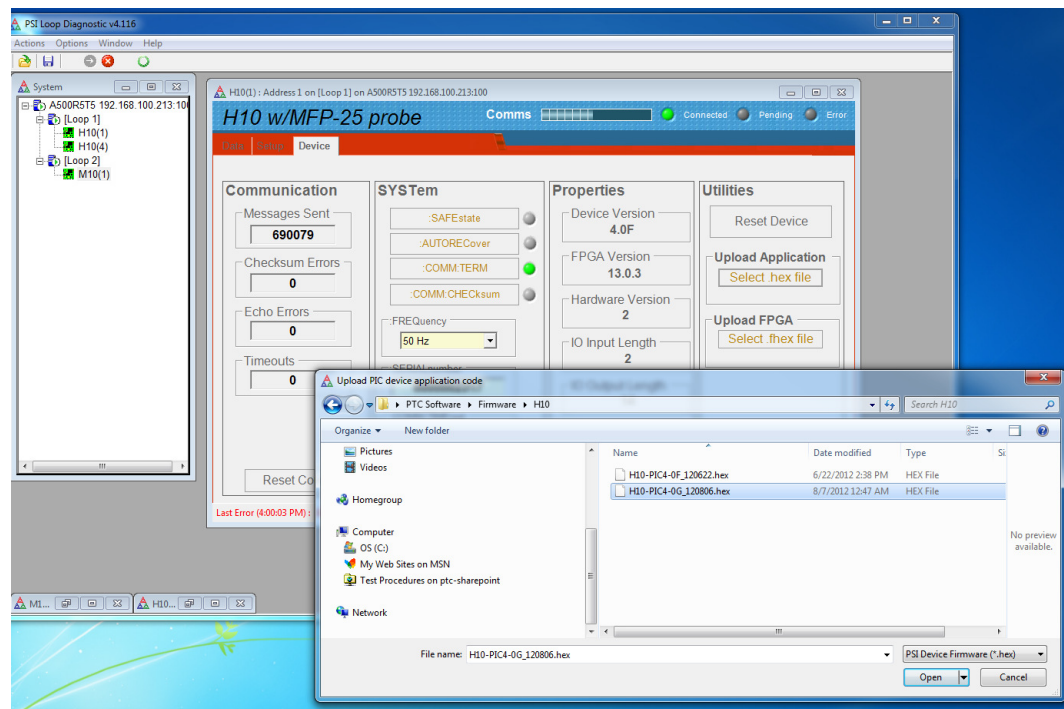 PSI Loop Diagnostic v4.116
Actions Options Window Help
System
A500R5T5 192.168.100.213:100
[Loop 1]
H10(1)
H10(4)
[Loop 2]
M10(1)
H10(1) : Address 1 on [Loop 1] on A500R5T5 192.168.100.213:100
H10 w/MFP-25 probe
Comms
Connected
Pending
Error
Data Setup Device
Communication
Messages Sent
690079
Checksum Errors
0
Echo Errors
0
Timeouts
0
Reset Co
SYSTem
:SAFEstate
:AUTORECover
:COMM:TERM
:COMM:CHECksum
:FREQuency
50 Hz
:SERIALnumber
Properties
Device Version
4.0F
FPGA Version
13.0.3
Hardware Version
2
IO Input Length
2
IO Output Length
Utilities
Reset Device
Upload Application
Select .hex file
Upload FPGA
Select .fhex file
Last Error (4:00:03 PM) :
M1...
H10...
Upload PIC device application code
PTC Software Firmware H10
Search H10
Organize New folder
Pictures
Videos
Homegroup
Computer
OS (C:)
My Web Sites on MSN
Test Procedures on ptc-sharepoint
Network
Name Date modified Type Si
H10-PIC4-0F_120622.hex 6/22/2012 2:38 PM HEX File
H10-PIC4-0G_120806.hex 8/7/2012 12:47 AM HEX File
No preview
available.
File name: H10-PIC4-0G_120806.hex
PSI Device Firmware (*.hex)
Open Cancel